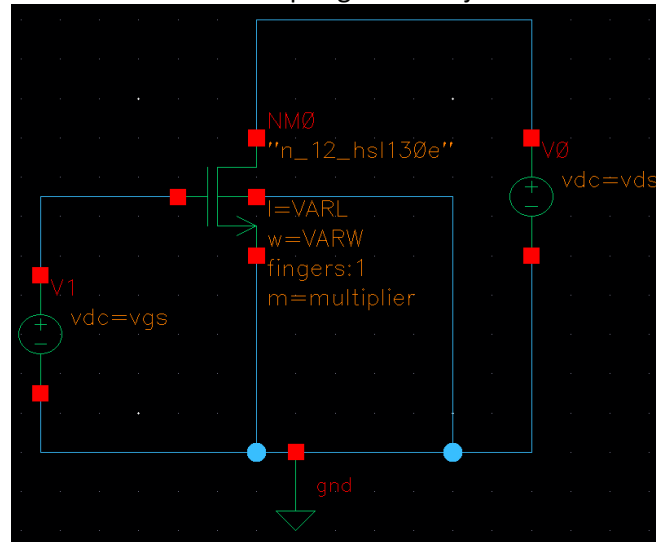 NM0
"n_12_hsl130e"
V0
vdc=vds
l=VARL
w=VARW
fingers:1
m=multiplier
V1
vdc=vgs
gnd